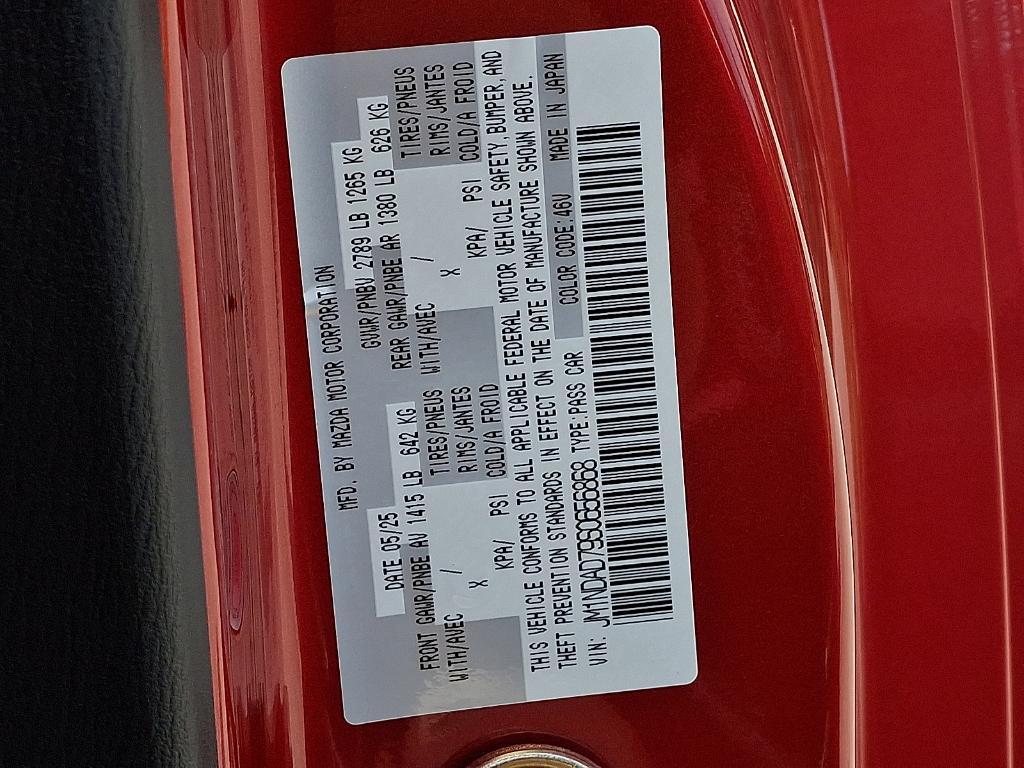 MFD. BY MAZDA MOTOR CORPORATION
DATE 05/25 GVWR/PNBV 2789 LB 1265 KG
FRONT GAWR/PNBE AV 1415 LB 642 KG REAR GAWR/PNBE AR 1380 LB 626 KG
WITH/AVEC / TIRES/PNEUS WITH/AVEC / TIRES/PNEUS
X RIMS/JANTES X RIMS/JANTES
KPA/ PSI COLD/A FROID KPA/ PSI COLD/A FROID
THIS VEHICLE CONFORMS TO ALL APPLICABLE FEDERAL MOTOR VEHICLE SAFETY, BUMPER, AND
THEFT PREVENTION STANDARDS IN EFFECT ON THE DATE OF MANUFACTURE SHOWN ABOVE.
VIN: JM1NDAD79S0656868 TYPE:PASS CAR COLOR CODE:46V MADE IN JAPAN